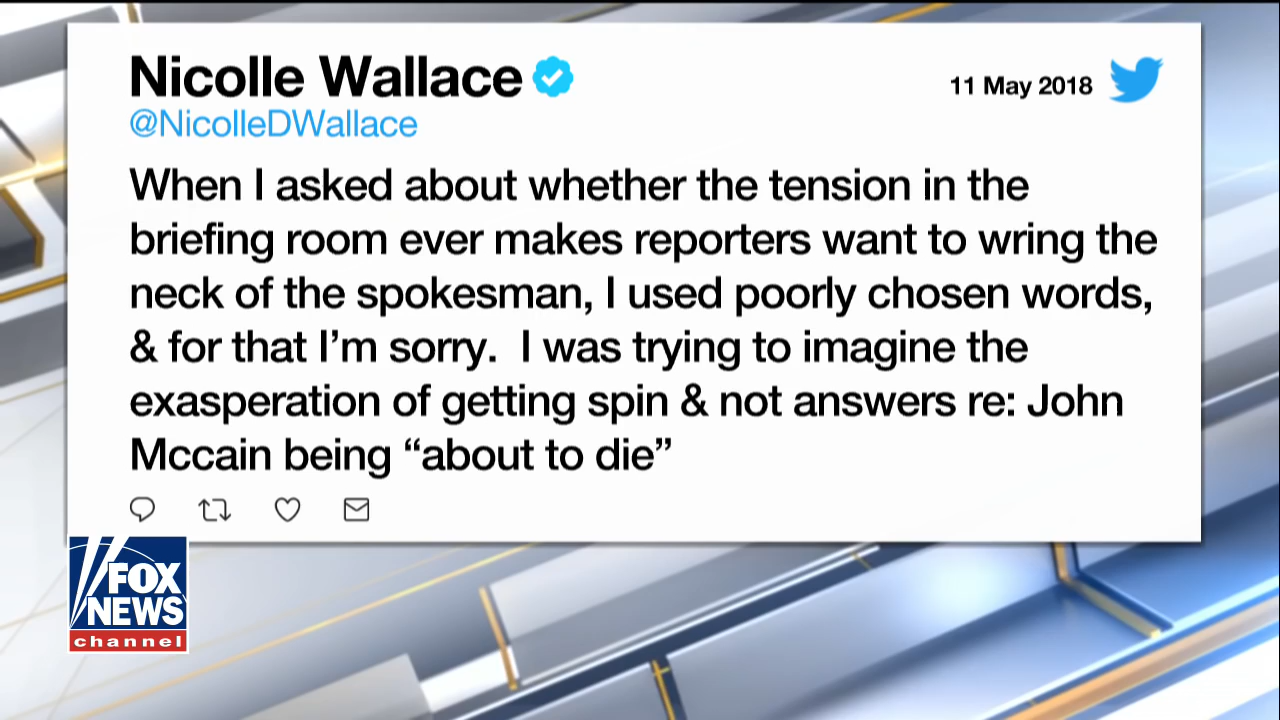 Nicolle Wallace
11 May 2018
@NicolleDWallace
When I asked about whether the tension in the
briefing room ever makes reporters want to wring the
neck of the spokesman, I used poorly chosen words,
& for that I’m sorry.  I was trying to imagine the
exasperation of getting spin & not answers re: John
Mccain being “about to die”
FOX
NEWS
channel